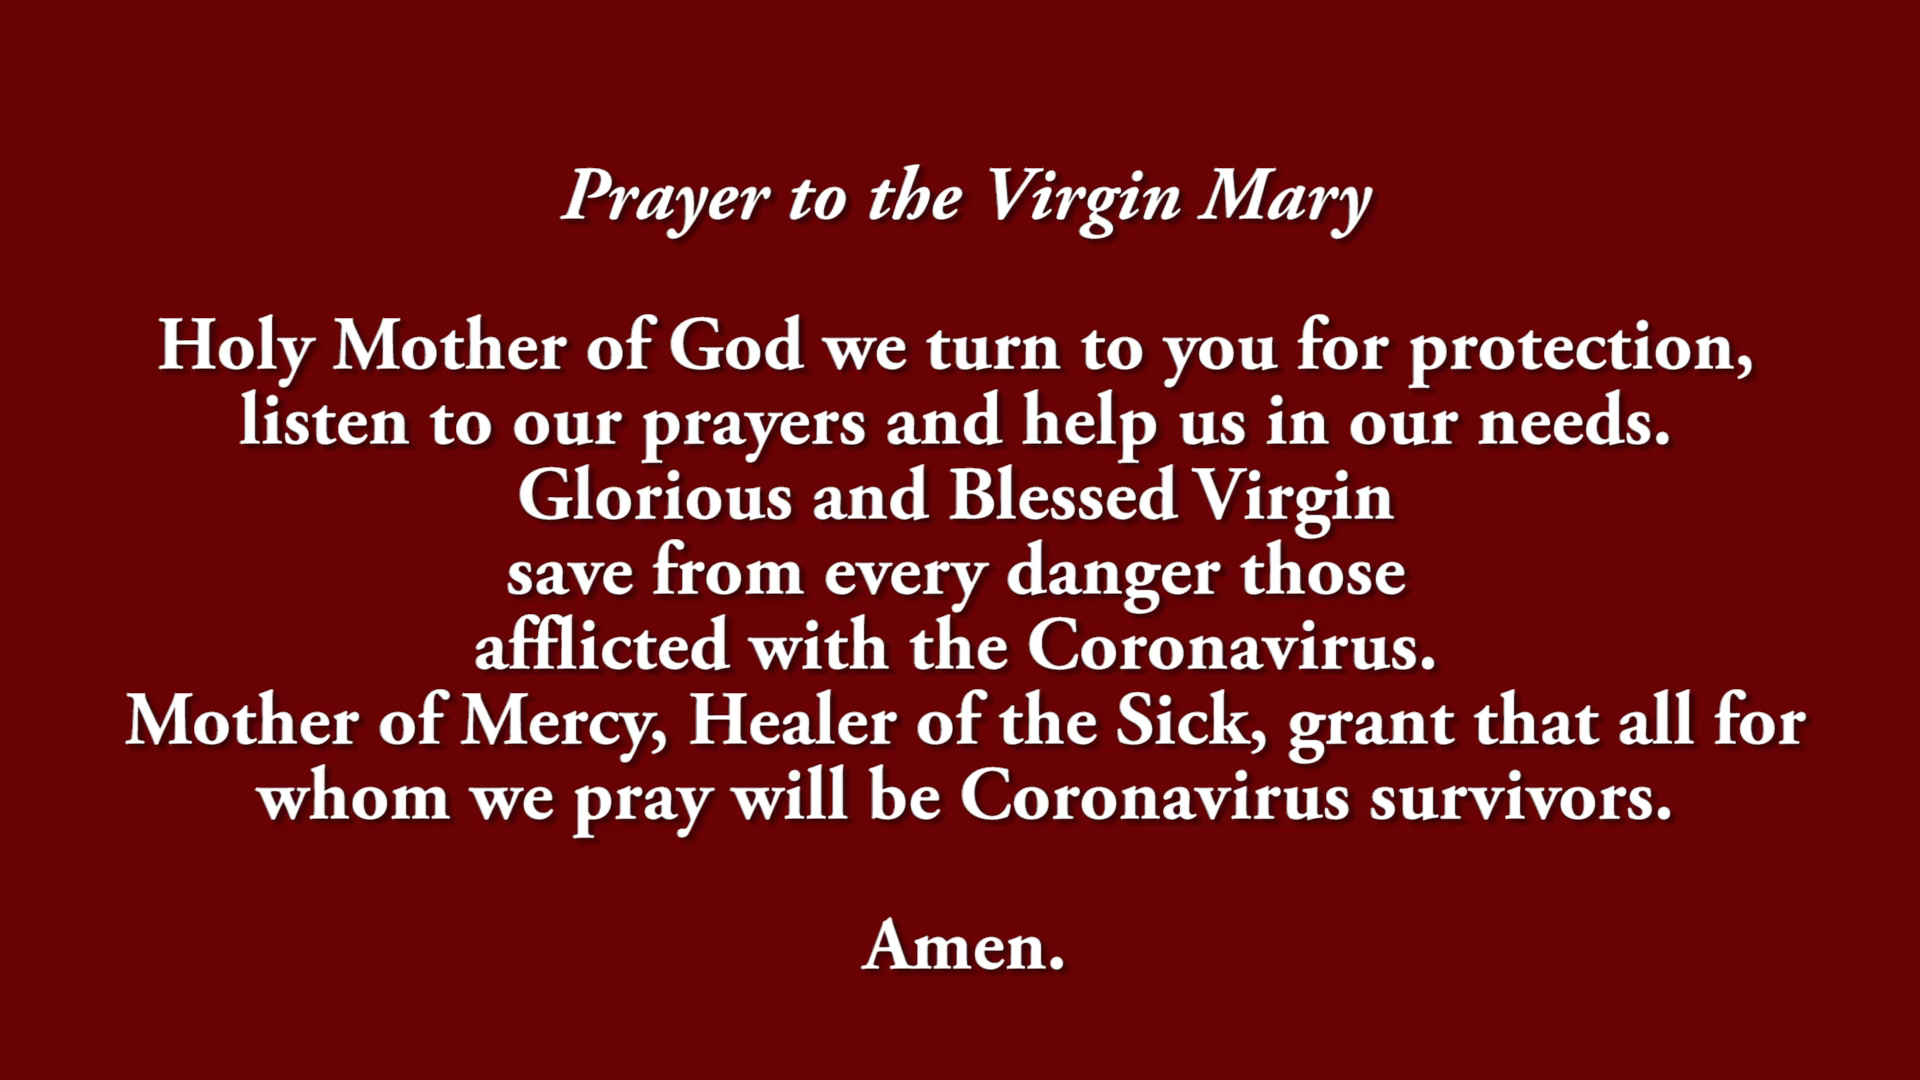 Prayer to the Virgin Mary
Holy Mother of God we turn to you for protection,
listen to our prayers and help us in our needs.
Glorious and Blessed Virgin
save from every danger those
afflicted with the Coronavirus.
Mother of Mercy, Healer of the Sick, grant that all for
whom we pray will be Coronavirus survivors.
Amen.